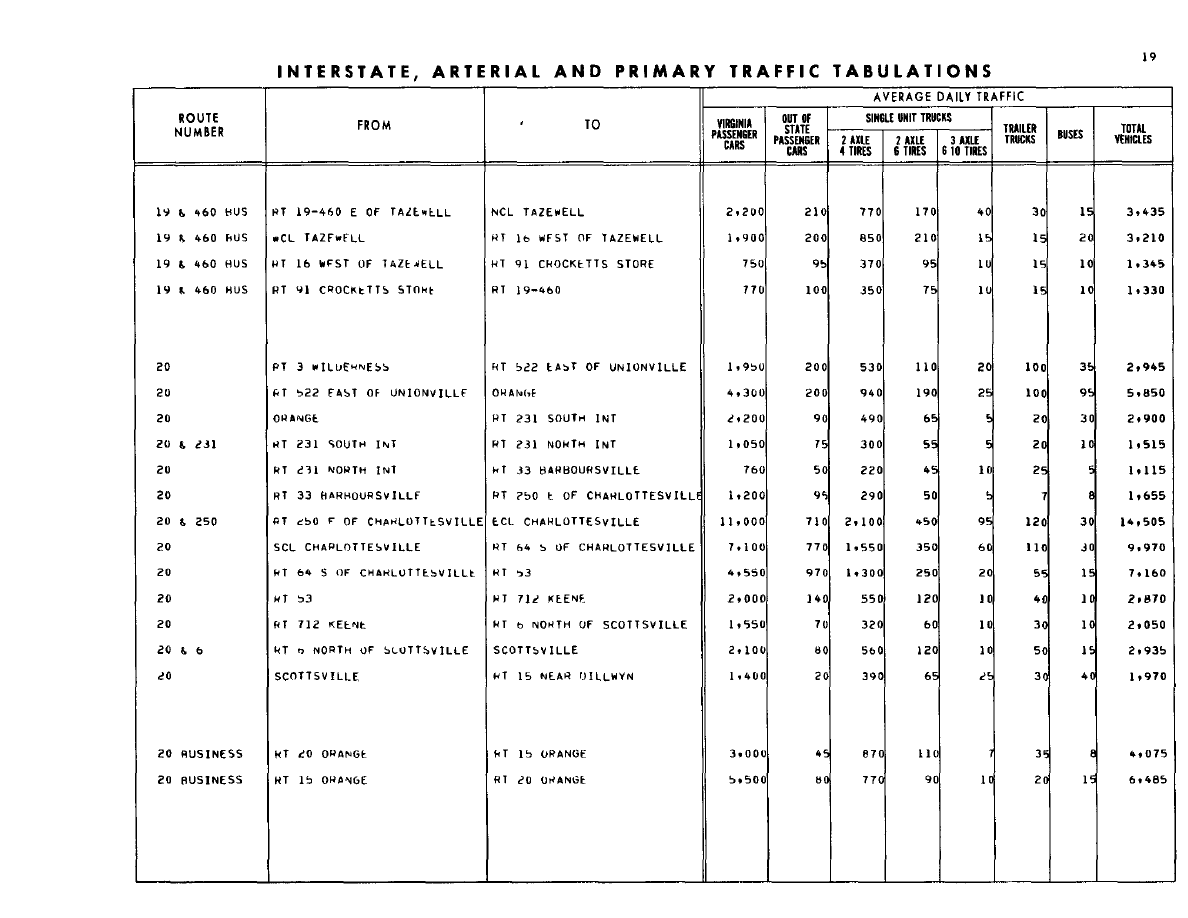 19
INTERSTATE, ARTERIAL AND PRIMARY TRAFFIC TABULATIONS
ROUTE NUMBER FROM TO AVERAGE DAILY TRAFFIC
VIRGINIA PASSENGER CARS OUT OF STATE PASSENGER CARS SINGLE UNIT TRUCKS TRAILER TRUCKS BUSES TOTAL VEHICLES
2 AXLE 4 TIRES 2 AXLE 6 TIRES 3 AXLE 6 10 TIRES
19 & 460 BUS RT 19-460 E OF TAZEWELL NCL TAZEWELL 2,200 210 770 170 40 30 15 3,435
19 & 460 BUS WCL TAZEWELL RT 16 WEST OF TAZEWELL 1,900 200 850 210 15 15 20 3,210
19 & 460 BUS RT 16 WEST OF TAZEWELL RT 91 CROCKETTS STORE 750 95 370 95 10 15 10 1,345
19 & 460 BUS RT 91 CROCKETTS STORE RT 19-460 770 100 350 75 10 15 10 1,330
20 RT 3 WILDERNESS RT 522 EAST OF UNIONVILLE 1,950 200 530 110 20 100 35 2,945
20 RT 522 EAST OF UNIONVILLE ORANGE 4,300 200 940 190 25 100 95 5,850
20 ORANGE RT 231 SOUTH INT 2,200 90 490 65 5 20 30 2,900
20 & 231 RT 231 SOUTH INT RT 231 NORTH INT 1,050 75 300 55 5 20 10 1,515
20 RT 231 NORTH INT RT 33 BARBOURSVILLE 760 50 220 45 10 25 5 1,115
20 RT 33 BARBOURSVILLE RT 250 E OF CHARLOTTESVILLE 1,200 95 290 50 5 7 8 1,655
20 & 250 RT 250 E OF CHARLOTTESVILLE ECL CHARLOTTESVILLE 11,000 710 2,100 450 95 120 30 14,505
20 SCL CHARLOTTESVILLE RT 64 S OF CHARLOTTESVILLE 7,100 770 1,550 350 60 110 30 9,970
20 RT 64 S OF CHARLOTTESVILLE RT 53 4,550 970 1,300 250 20 55 15 7,160
20 RT 53 RT 712 KEENE 2,000 140 550 120 10 40 10 2,870
20 RT 712 KEENE RT 6 NORTH OF SCOTTSVILLE 1,550 70 320 60 10 30 10 2,050
20 & 6 RT 6 NORTH OF SCOTTSVILLE SCOTTSVILLE 2,100 80 560 120 10 50 15 2,935
20 SCOTTSVILLE RT 15 NEAR DILLWYN 1,400 20 390 65 25 30 40 1,970
20 BUSINESS RT 20 ORANGE RT 15 ORANGE 3,000 45 870 110 7 35 8 4,075
20 BUSINESS RT 15 ORANGE RT 20 ORANGE 5,500 80 770 90 10 20 15 6,485